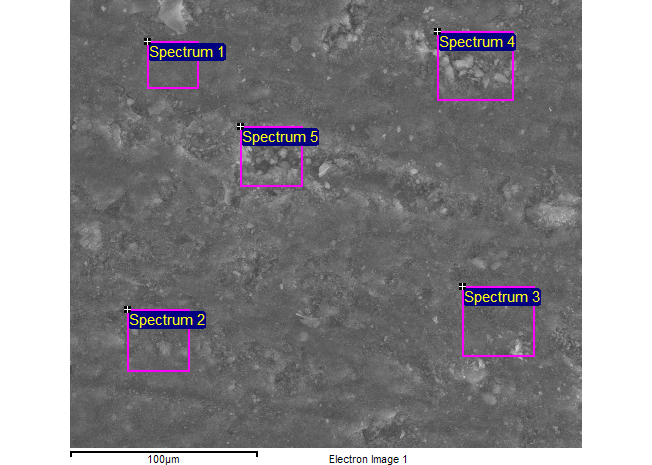 Spectrum 4
Spectrum 1
Spectrum 5
Spectrum 3
Spectrum 2
100µm
Electron Image 1